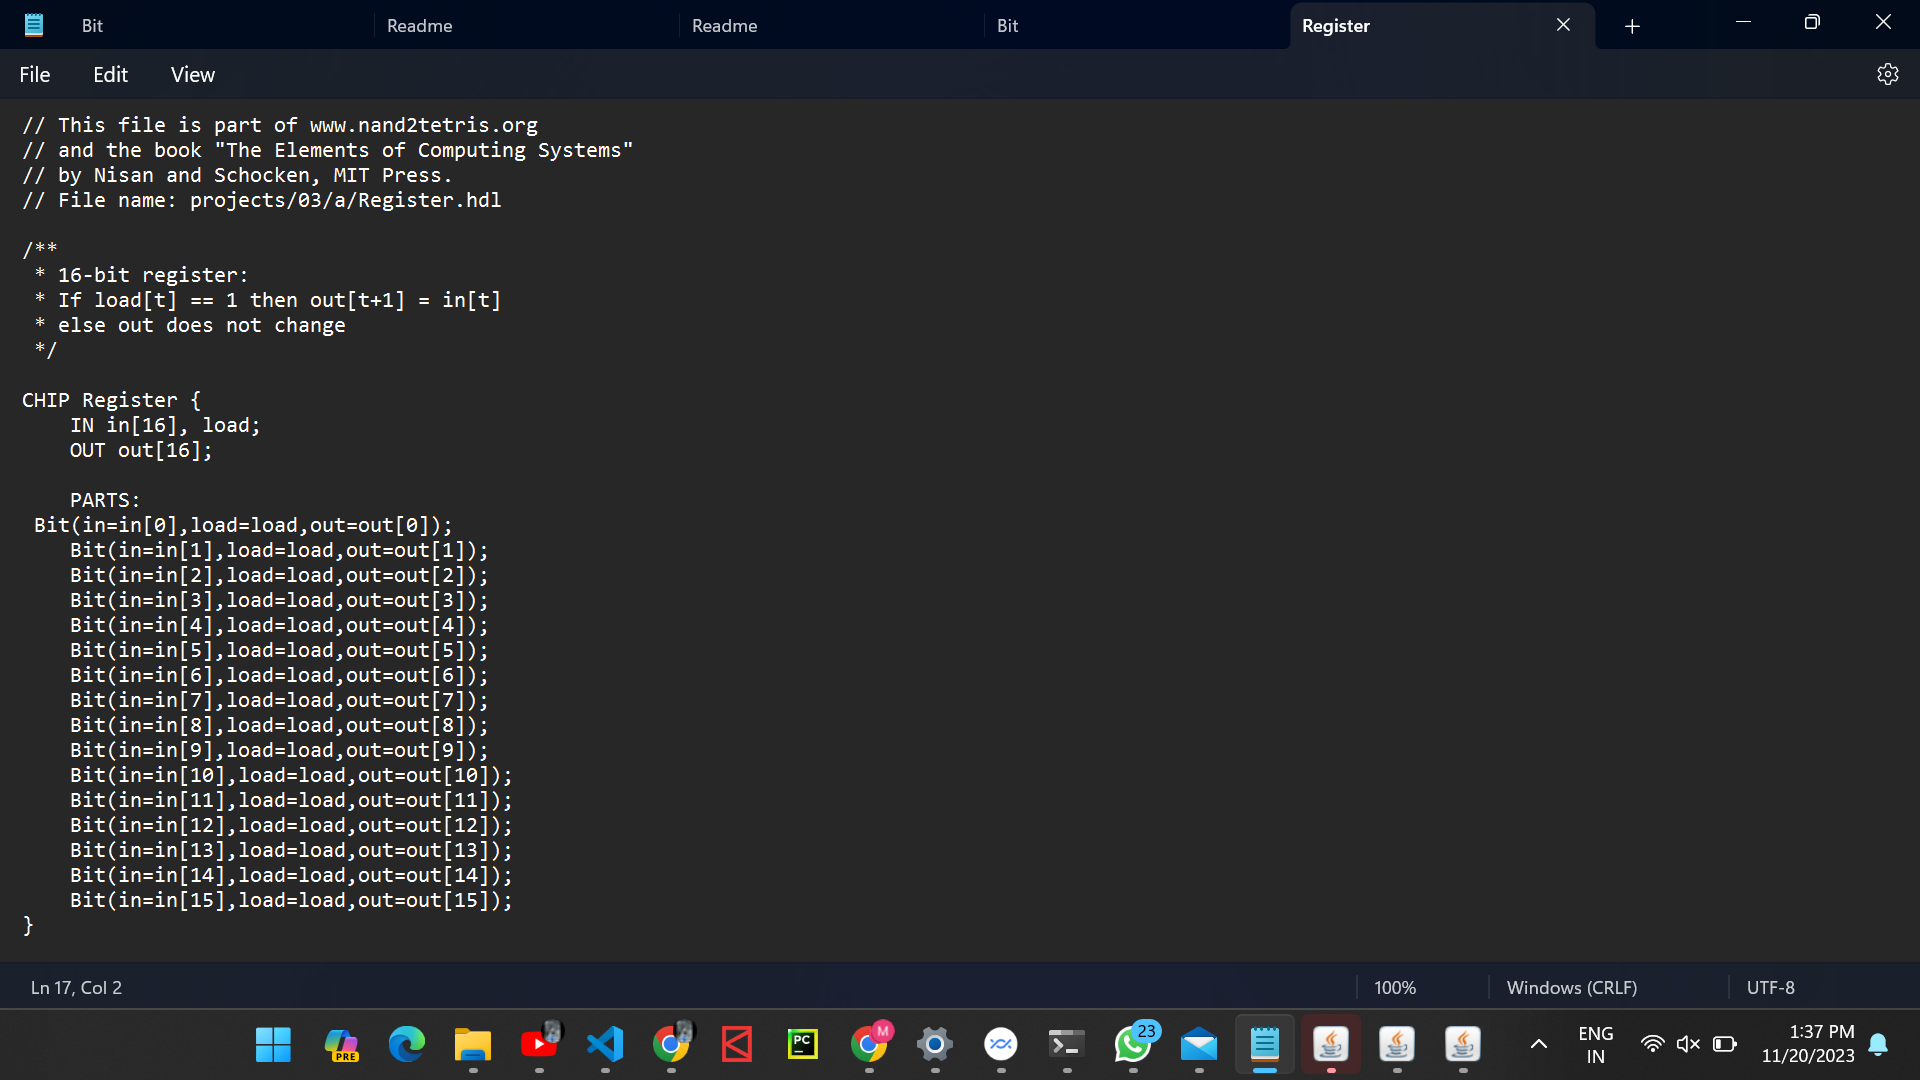 Bit Readme Readme Bit Register
File Edit View
// This file is part of www.nand2tetris.org
// and the book "The Elements of Computing Systems"
// by Nisan and Schocken, MIT Press.
// File name: projects/03/a/Register.hdl
/**
 * 16-bit register:
 * If load[t] == 1 then out[t+1] = in[t]
 * else out does not change
 */
CHIP Register {
    IN in[16], load;
    OUT out[16];
    PARTS:
 Bit(in=in[0],load=load,out=out[0]);
    Bit(in=in[1],load=load,out=out[1]);
    Bit(in=in[2],load=load,out=out[2]);
    Bit(in=in[3],load=load,out=out[3]);
    Bit(in=in[4],load=load,out=out[4]);
    Bit(in=in[5],load=load,out=out[5]);
    Bit(in=in[6],load=load,out=out[6]);
    Bit(in=in[7],load=load,out=out[7]);
    Bit(in=in[8],load=load,out=out[8]);
    Bit(in=in[9],load=load,out=out[9]);
    Bit(in=in[10],load=load,out=out[10]);
    Bit(in=in[11],load=load,out=out[11]);
    Bit(in=in[12],load=load,out=out[12]);
    Bit(in=in[13],load=load,out=out[13]);
    Bit(in=in[14],load=load,out=out[14]);
    Bit(in=in[15],load=load,out=out[15]);
}
Ln 17, Col 2 100% Windows (CRLF) UTF-8
PRE PC M 23
ENG 1:37 PM
IN 11/20/2023